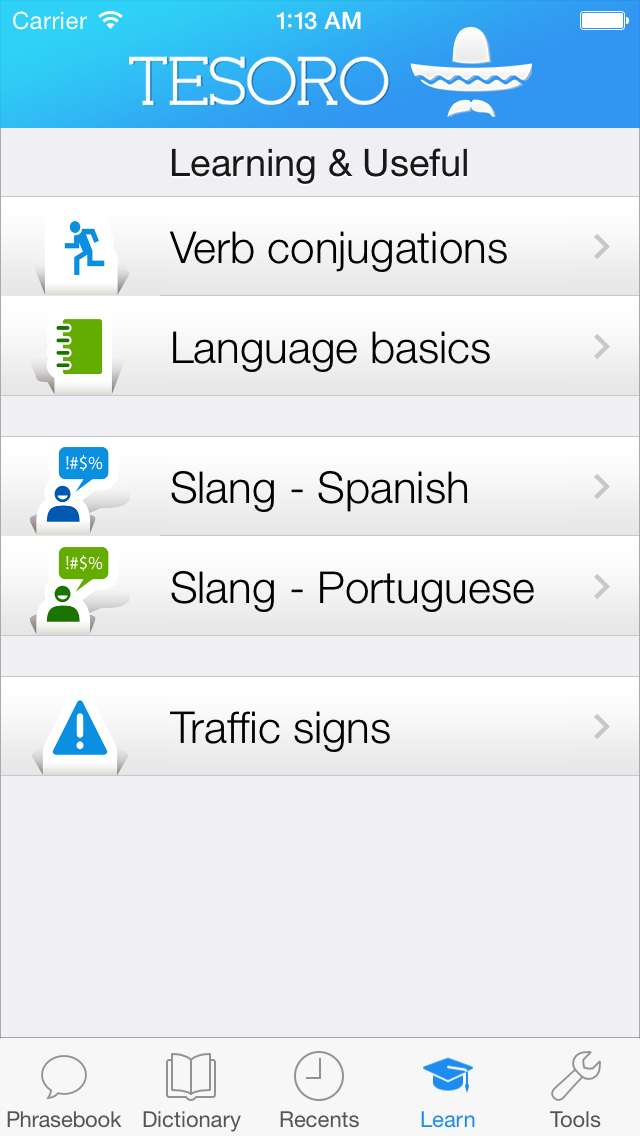 Carrier 1:13 AM
TESORO
Learning & Useful
Verb conjugations
Language basics
!#$%
Slang - Spanish
!#$%
Slang - Portuguese
Traffic signs
Phrasebook Dictionary Recents Learn Tools